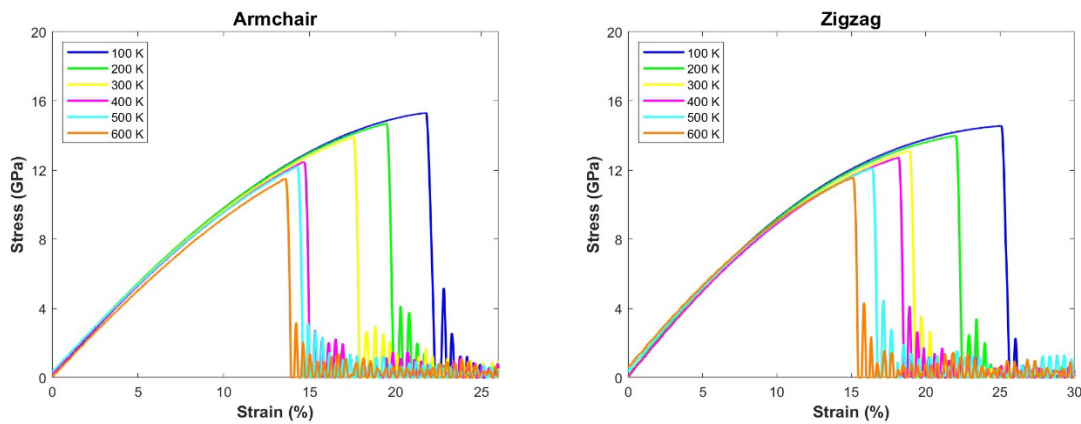 Armchair
20
16
12
8
4
0
Stress (GPa)
100 K
200 K
300 K
400 K
500 K
600 K
0 5 10 15 20 25
Strain (%)
Zigzag
20
16
12
8
4
0
Stress (GPa)
100 K
200 K
300 K
400 K
500 K
600 K
0 5 10 15 20 25 30
Strain (%)